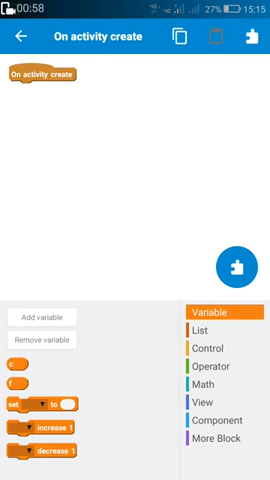 00:58
27% 15:15
On activity create
On activity create
Add variable
Remove variable
c
f
set to
increase 1
decrease 1
Variable
List
Control
Operator
Math
View
Component
More Block